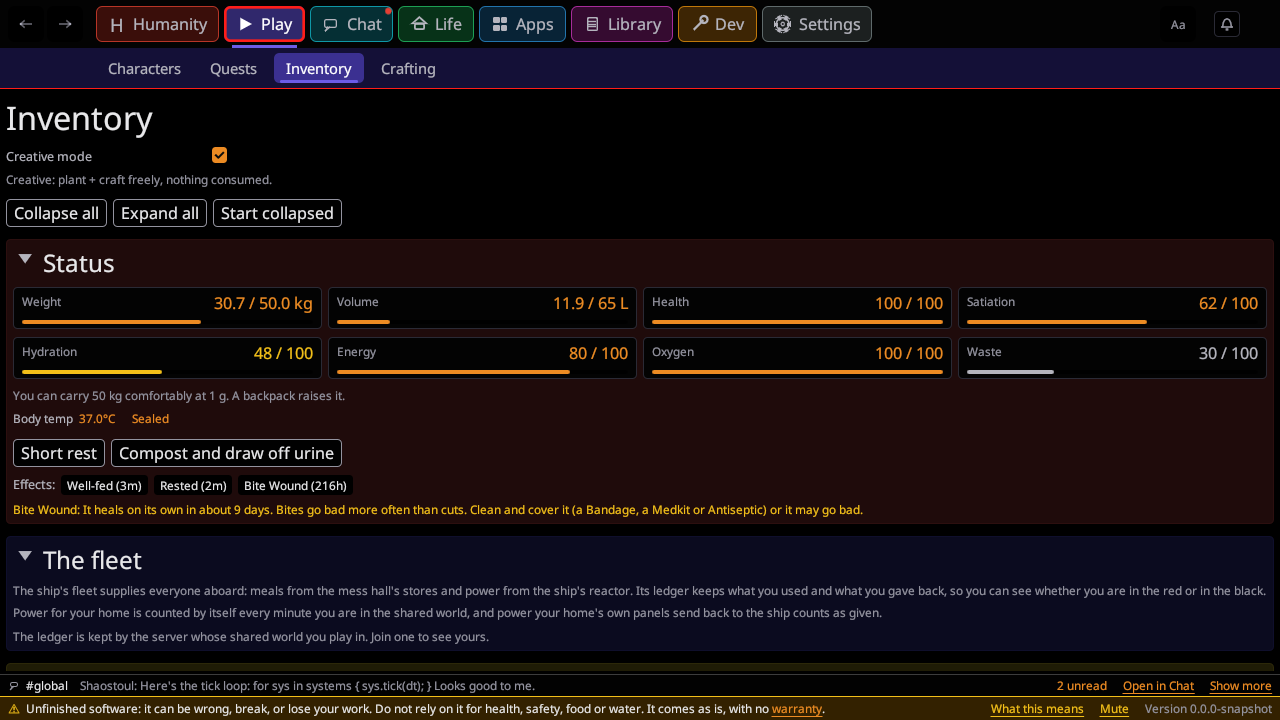 Humanity
Play
Chat
Life
Apps
Library
Dev
Settings
Aa
Characters
Quests
Inventory
Crafting
Inventory
Creative mode
Creative: plant + craft freely, nothing consumed.
Collapse all
Expand all
Start collapsed
Status
Weight 30.7 / 50.0 kg
Volume 11.9 / 65 L
Health 100 / 100
Satiation 62 / 100
Hydration 48 / 100
Energy 80 / 100
Oxygen 100 / 100
Waste 30 / 100
You can carry 50 kg comfortably at 1 g. A backpack raises it.
Body temp 37.0°C Sealed
Short rest
Compost and draw off urine
Effects: Well-fed (3m) Rested (2m) Bite Wound (216h)
Bite Wound: It heals on its own in about 9 days. Bites go bad more often than cuts. Clean and cover it (a Bandage, a Medkit or Antiseptic) or it may go bad.
The fleet
The ship's fleet supplies everyone aboard: meals from the mess hall's stores and power from the ship's reactor. Its ledger keeps what you used and what you gave back, so you can see whether you are in the red or in the black.
Power for your home is counted by itself every minute you are in the shared world, and power your home's own panels send back to the ship counts as given.
The ledger is kept by the server whose shared world you play in. Join one to see yours.
#global Shaostoul: Here's the tick loop: for sys in systems { sys.tick(dt); } Looks good to me.
2 unread
Open in Chat
Show more
Unfinished software: it can be wrong, break, or lose your work. Do not rely on it for health, safety, food or water. It comes as is, with no warranty.
What this means
Mute
Version 0.0.0-snapshot